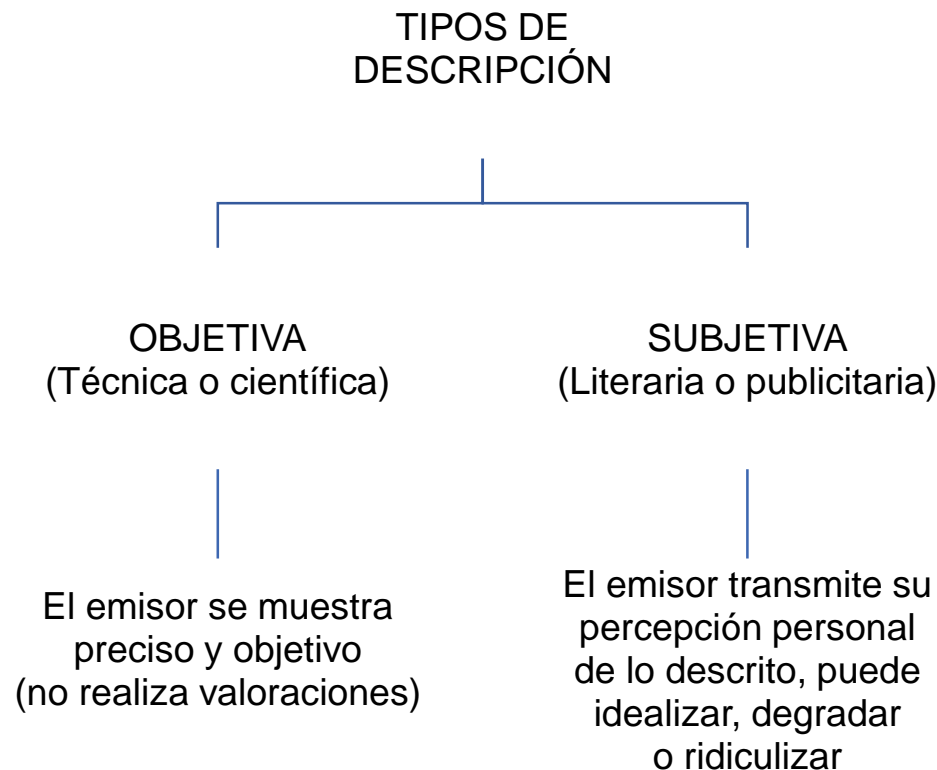 TIPOS DE
DESCRIPCIÓN
OBJETIVA
(Técnica o científica)
SUBJETIVA
(Literaria o publicitaria)
El emisor se muestra
preciso y objetivo
(no realiza valoraciones)
El emisor transmite su
percepción personal
de lo descrito, puede
idealizar, degradar
o ridiculizar